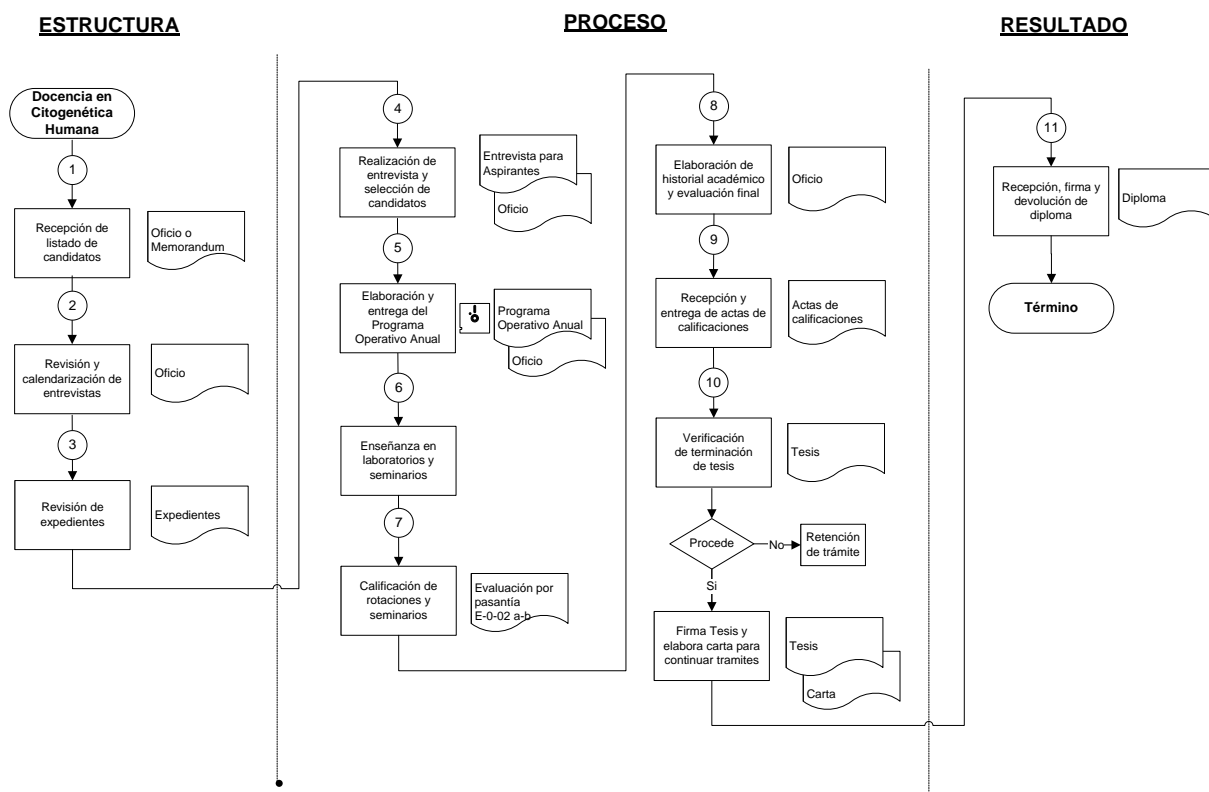 ESTRUCTURA
PROCESO
RESULTADO
Docencia en
Citogenética
Humana
1
Recepción de
listado de
candidatos
Oficio o
Memorandum
2
Revisión y
calendarización de
entrevistas
Oficio
3
Revisión de
expedientes
Expedientes
4
Realización de
entrevista y
selección de
candidatos
Entrevista para
Aspirantes
Oficio
5
Elaboración y
entrega del
Programa
Operativo Anual
Programa
Operativo Anual
Oficio
6
Enseñanza en
laboratorios y
seminarios
7
Calificación de
rotaciones y
seminarios
Evaluación por
pasantía
E-0-02 a-b
8
Elaboración de
historial académico
y evaluación final
Oficio
9
Recepción y
entrega de actas de
calificaciones
Actas de
calificaciones
10
Verificación
de terminación
de tesis
Tesis
Procede
No
Retención
de trámite
Si
Firma Tesis y
elabora carta para
continuar tramites
Tesis
Carta
11
Recepción, firma y
devolución de
diploma
Diploma
Término